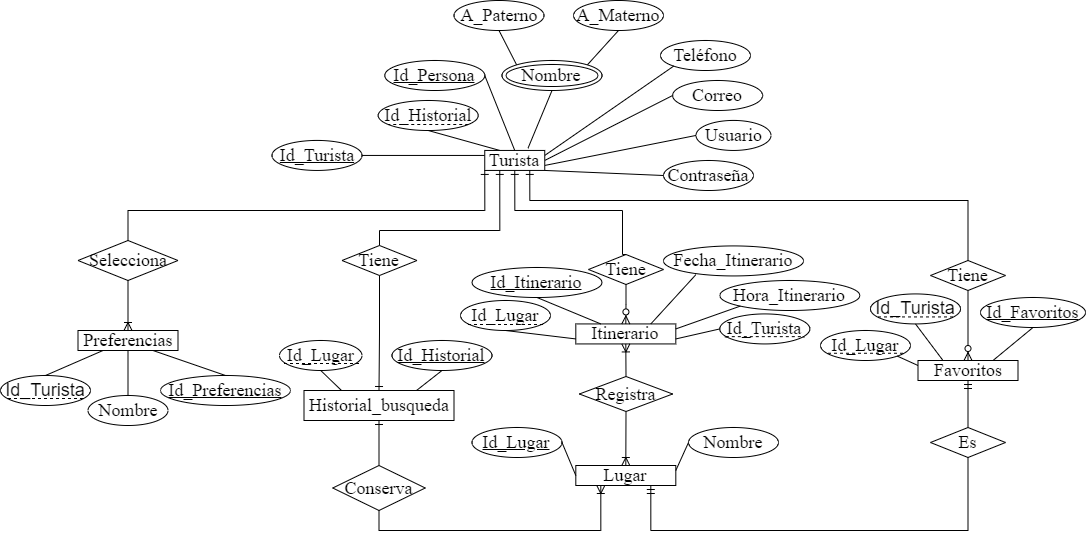 A_Paterno
A_Materno
Nombre
Teléfono
Id_Persona
Correo
Id_Historial
Usuario
Id_Turista
Turista
Contraseña
Selecciona
Tiene
Tiene
Fecha_Itinerario
Tiene
Id_Itinerario
Hora_Itinerario
Id_Lugar
Id_Turista
Id_Favoritos
Itinerario
Id_Turista
Preferencias
Id_Lugar
Id_Lugar
Id_Historial
Favoritos
Id_Turista
Id_Preferencias
Nombre
Historial_busqueda
Registra
Id_Lugar
Nombre
Es
Lugar
Conserva